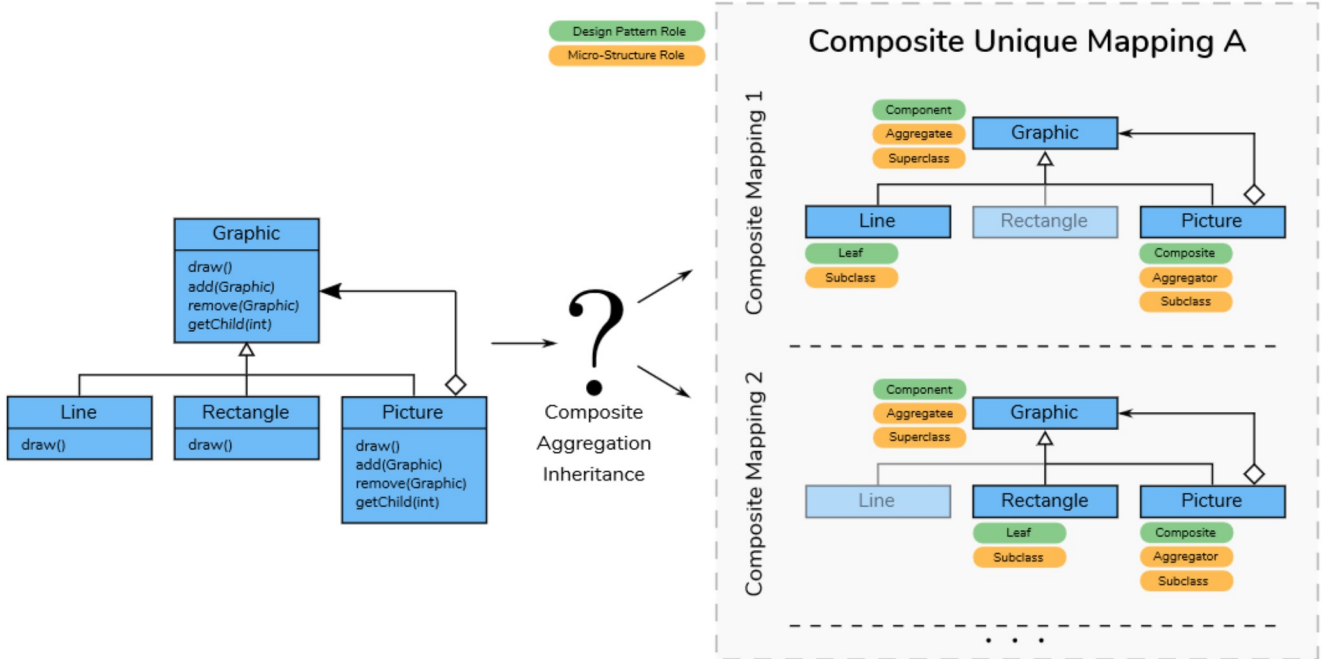 Design Pattern Role
Micro-Structure Role
Graphic
draw()
add(Graphic)
remove(Graphic)
getChild(int)
Line
draw()
Rectangle
draw()
Picture
draw()
add(Graphic)
remove(Graphic)
getChild(int)
?
Composite
Aggregation
Inheritance
Composite Unique Mapping A
Composite Mapping 1
Component
Aggregatee
Superclass
Graphic
Line
Rectangle
Picture
Leaf
Subclass
Composite
Aggregator
Subclass
Composite Mapping 2
Component
Aggregatee
Superclass
Graphic
Line
Rectangle
Picture
Leaf
Subclass
Composite
Aggregator
Subclass
. . .